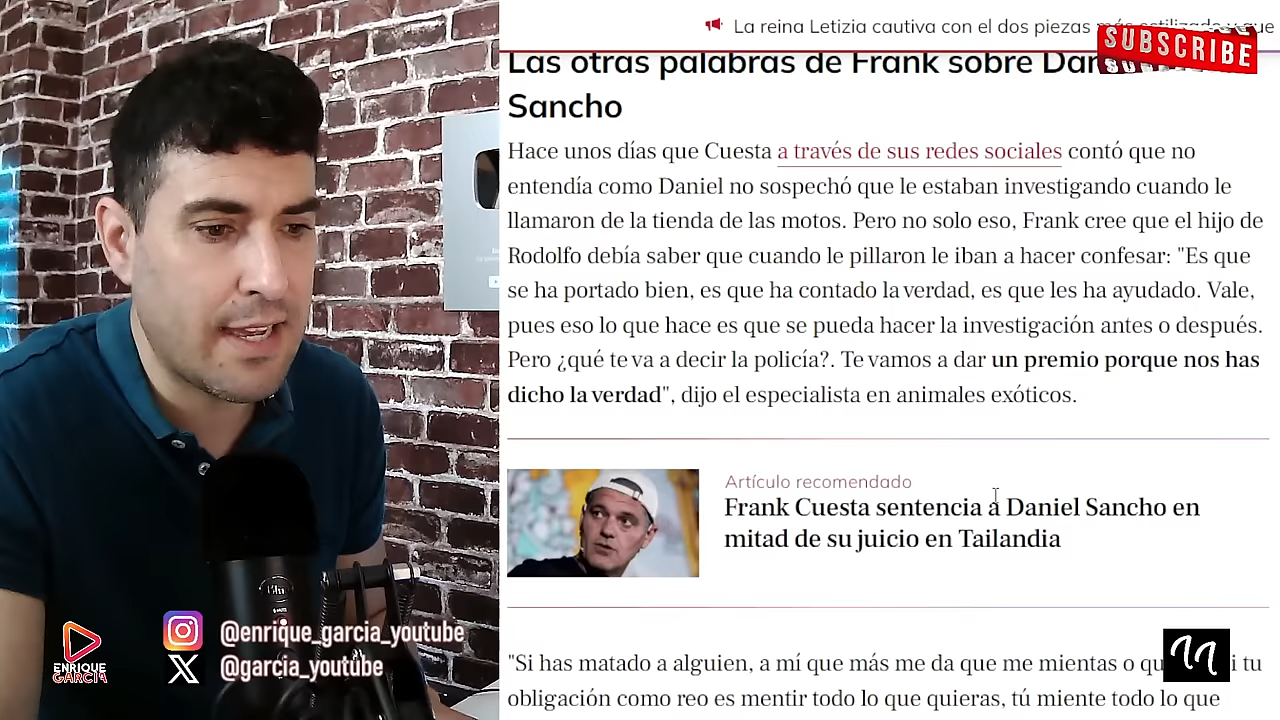 La reina Letizia cautiva con el dos piezas más estilizado y que
SUBSCRIBE
Las otras palabras de Frank sobre
Sancho
Hace unos días que Cuesta a través de sus redes sociales contó que no
entendía como Daniel no sospechó que le estaban investigando cuando le
llamaron de la tienda de las motos. Pero no solo eso, Frank cree que el hijo de
Rodolfo debía saber que cuando le pillaron le iban a hacer confesar: "Es que
se ha portado bien, es que ha contado la verdad, es que les ha ayudado. Vale,
pues eso lo que hace es que se pueda hacer la investigación antes o después.
Pero ¿qué te va a decir la policía?. Te vamos a dar un premio porque nos has
dicho la verdad", dijo el especialista en animales exóticos.
Artículo recomendado
Frank Cuesta sentencia a Daniel Sancho en
mitad de su juicio en Tailandia
"Si has matado a alguien, a mí que más me da que me mientas o tu
obligación como reo es mentir todo lo que quieras, tú miente todo lo que
@enrique_garcia_youtube
@garcia_youtube
ENRIQUE
GARCIA
Blue